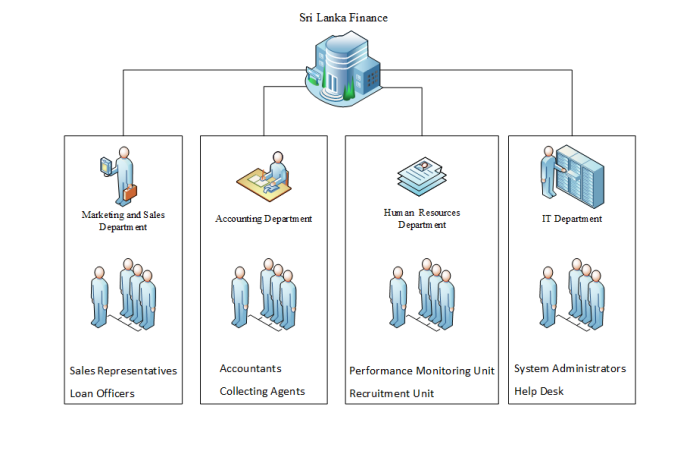 Sri Lanka Finance
Marketing and Sales
Department
Accounting Department
Human Resources
Department
IT Department
Sales Representatives
Loan Officers
Accountants
Collecting Agents
Performance Monitoring Unit
Recruitment Unit
System Administrators
Help Desk